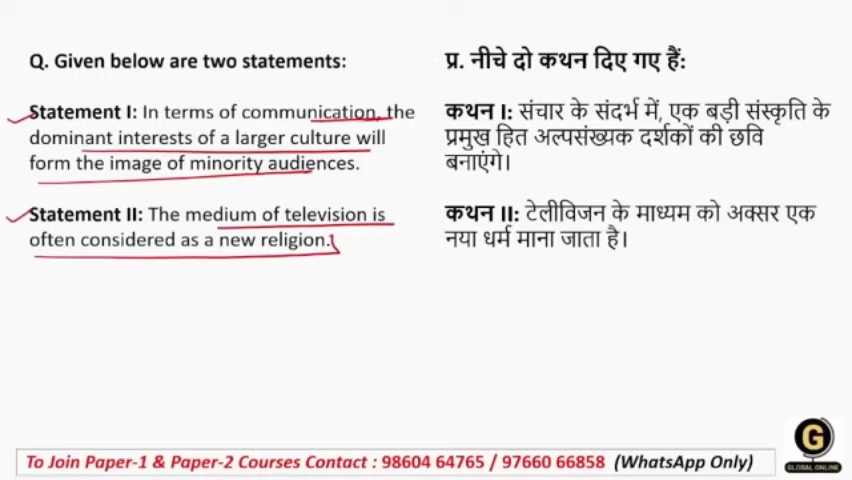 Q. Given below are two statements:
Statement I: In terms of communication, the
dominant interests of a larger culture will
form the image of minority audiences.
Statement II: The medium of television is
often considered as a new religion.
प्र. नीचे दो कथन दिए गए हैं:
कथन I: संचार के संदर्भ में, एक बड़ी संस्कृति के
प्रमुख हित अल्पसंख्यक दर्शकों की छवि
बनाएंगे।
कथन II: टेलीविजन के माध्यम को अक्सर एक
नया धर्म माना जाता है।
G
GLOBAL ONLINE
To Join Paper-1 & Paper-2 Courses Contact : 98604 64765 / 97660 66858 (WhatsApp Only)